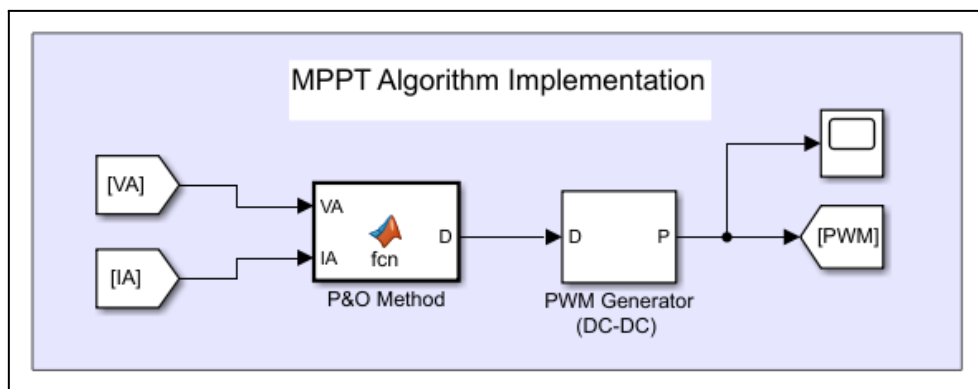 MPPT Algorithm Implementation
[VA]
[IA]
VA
IA
fcn
D
P&O Method
D
P
PWM Generator
(DC-DC)
[PWM]